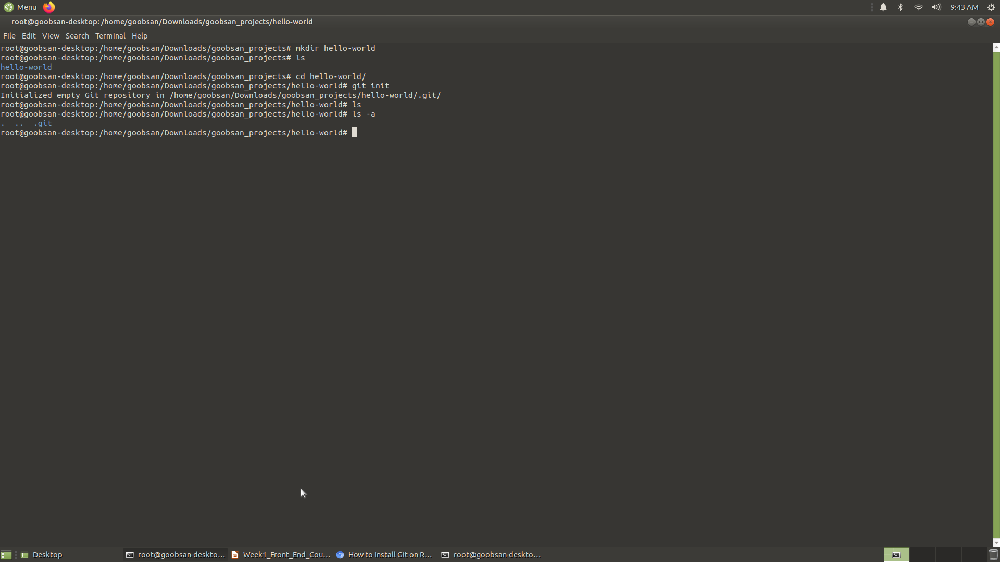 Menu
9:43 AM
root@goobsan-desktop: /home/goobsan/Downloads/goobsan_projects/hello-world
File Edit View Search Terminal Help
root@goobsan-desktop:/home/goobsan/Downloads/goobsan_projects# mkdir hello-world
root@goobsan-desktop:/home/goobsan/Downloads/goobsan_projects# ls
hello-world
root@goobsan-desktop:/home/goobsan/Downloads/goobsan_projects# cd hello-world/
root@goobsan-desktop:/home/goobsan/Downloads/goobsan_projects/hello-world# git init
Initialized empty Git repository in /home/goobsan/Downloads/goobsan_projects/hello-world/.git/
root@goobsan-desktop:/home/goobsan/Downloads/goobsan_projects/hello-world# ls
root@goobsan-desktop:/home/goobsan/Downloads/goobsan_projects/hello-world# ls -a
.  ..  .git
root@goobsan-desktop:/home/goobsan/Downloads/goobsan_projects/hello-world#
Desktop root@goobsan-deskto... Week1_Front_End_Cou... How to Install Git on R... root@goobsan-deskto...